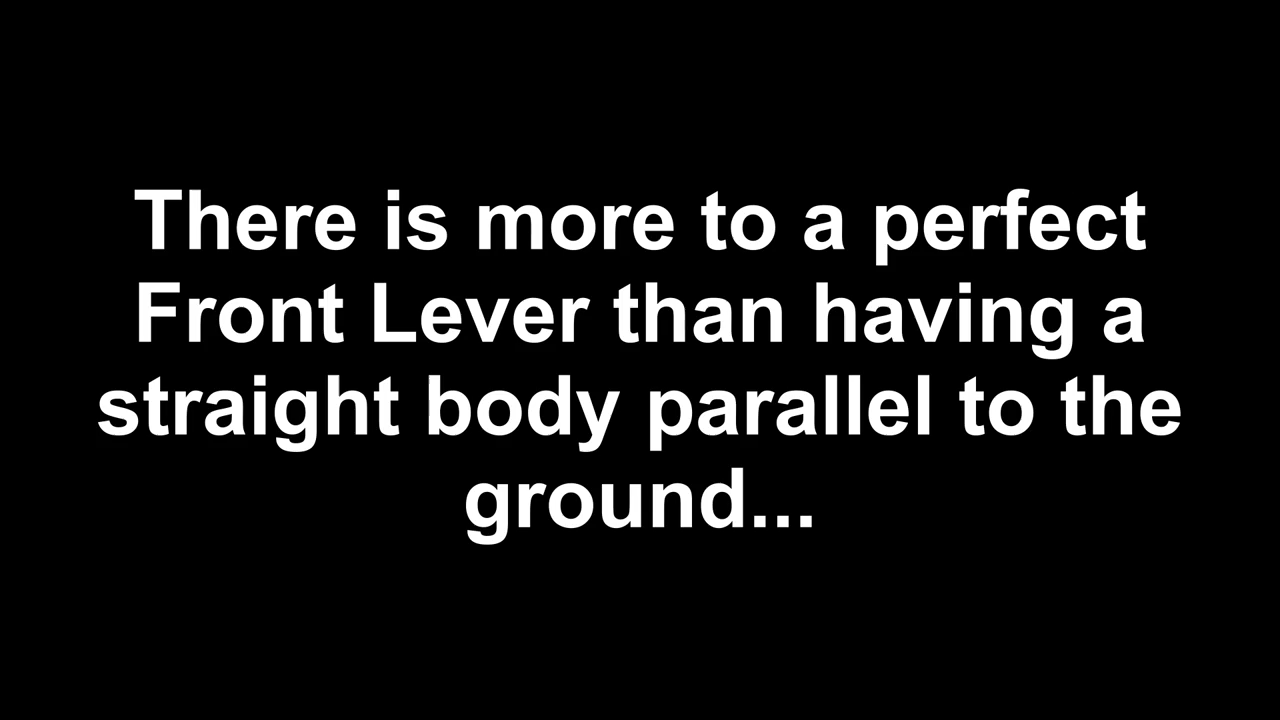 There is more to a perfect
Front Lever than having a
straight body parallel to the
ground...